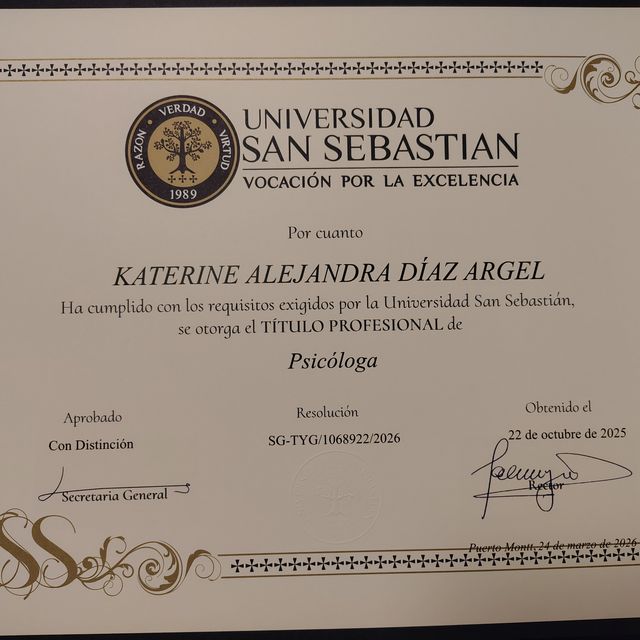 RAZON · VERDAD · VIRTUD
1989
UNIVERSIDAD
SAN SEBASTIAN
VOCACIÓN POR LA EXCELENCIA
Por cuanto
KATERINE ALEJANDRA DÍAZ ARGEL
Ha cumplido con los requisitos exigidos por la Universidad San Sebastián,
se otorga el TÍTULO PROFESIONAL de
Psicóloga
Aprobado
Con Distinción
Resolución
SG-TYG/1068922/2026
Obtenido el
22 de octubre de 2025
Secretaria General
Rector
Puerto Montt, 24 de marzo de 2026
SS